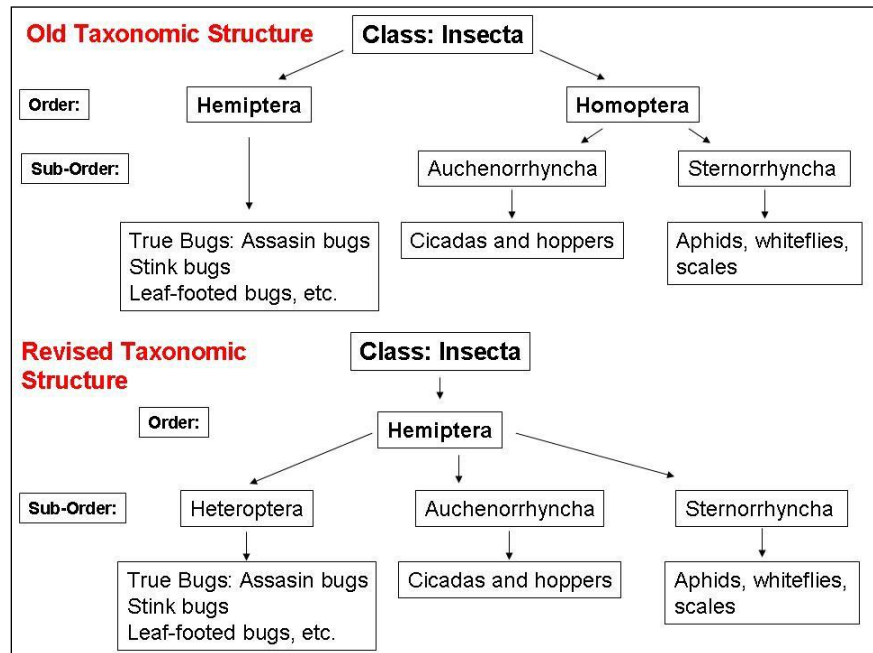 Old Taxonomic Structure
Class: Insecta
Order:
Hemiptera
Homoptera
Sub-Order:
Auchenorrhyncha
Sternorrhyncha
True Bugs: Assasin bugs
Stink bugs
Leaf-footed bugs, etc.
Cicadas and hoppers
Aphids, whiteflies,
scales
Revised Taxonomic
Structure
Class: Insecta
Order:
Hemiptera
Sub-Order:
Heteroptera
Auchenorrhyncha
Sternorrhyncha
True Bugs: Assasin bugs
Stink bugs
Leaf-footed bugs, etc.
Cicadas and hoppers
Aphids, whiteflies,
scales